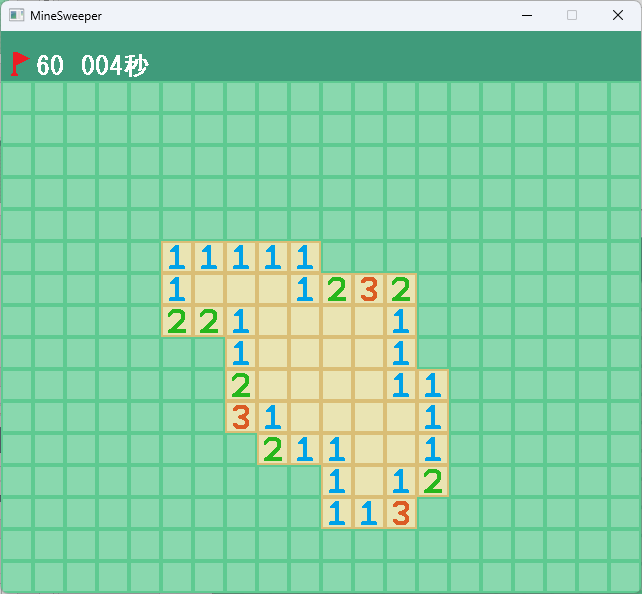 MineSweeper
60 004秒
1 1 1 1 1
1 1 2 3 2
2 2 1 1
1 1
2 1 1
3 1 1
2 1 1 1
1 1 2
1 1 3